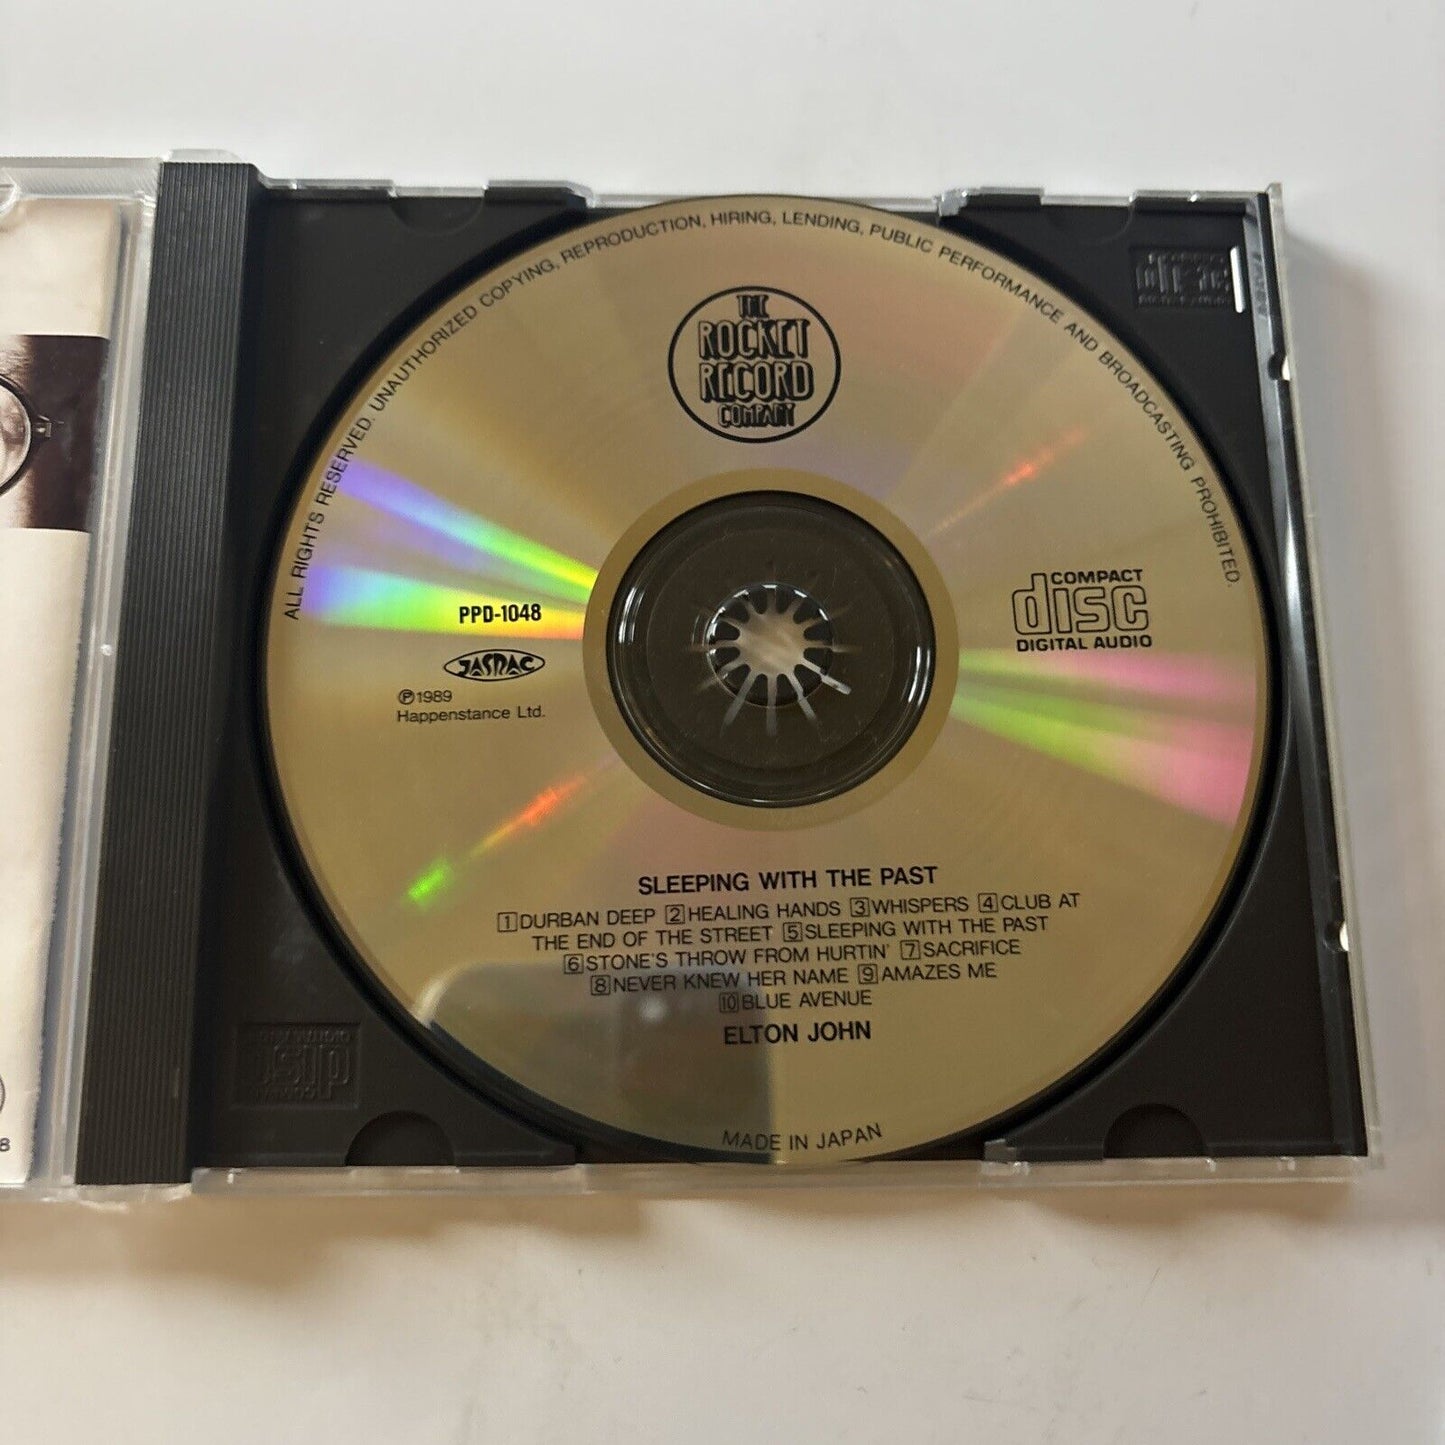 ALL RIGHTS RESERVED. UNAUTHORIZED COPYING, REPRODUCTION, HIRING, LENDING, PUBLIC PERFORMANCE AND BROADCASTING PROHIBITED.
THE
ROCKET
RECORD
COMPANY
COMPACT
disc
DIGITAL AUDIO
PPD-1048
JASRAC
Ⓟ1989
Happenstance Ltd.
SLEEPING WITH THE PAST
1 DURBAN DEEP 2 HEALING HANDS 3 WHISPERS 4 CLUB AT
THE END OF THE STREET 5 SLEEPING WITH THE PAST
6 STONE'S THROW FROM HURTIN' 7 SACRIFICE
8 NEVER KNEW HER NAME 9 AMAZES ME
10 BLUE AVENUE
ELTON JOHN
MADE IN JAPAN
8